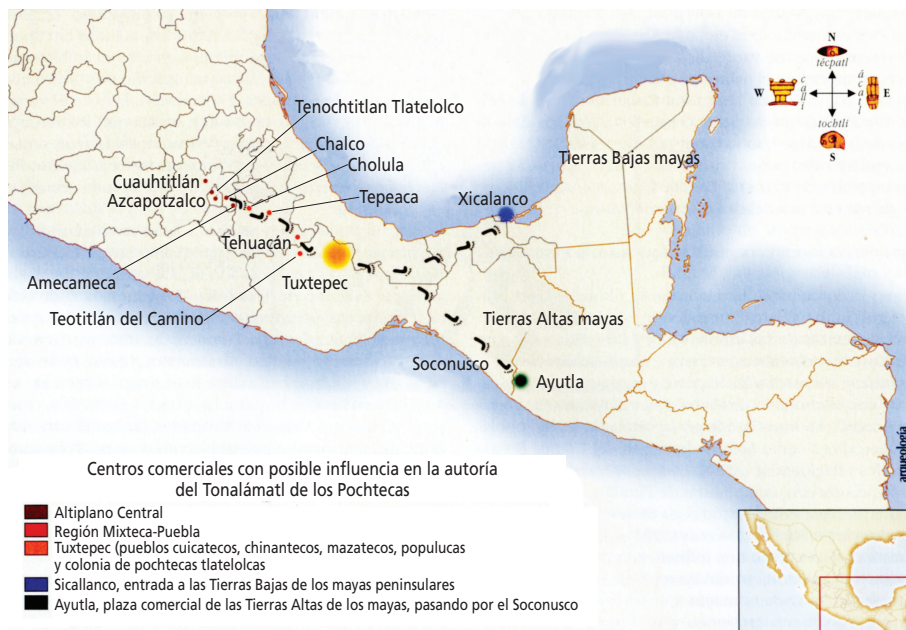 N
técpatl
W
calli
ácatl
E
tochtli
S
Tenochtitlan Tlatelolco
Chalco
Cholula
Cuauhtitlán
Azcapotzalco
Tepeaca
Xicalanco
Tierras Bajas mayas
Tehuacán
Amecameca
Tuxtepec
Teotitlán del Camino
Tierras Altas mayas
Soconusco
Ayutla
arqueología
Centros comerciales con posible influencia en la autoría
del Tonalámatl de los Pochtecas
Altiplano Central
Región Mixteca-Puebla
Tuxtepec (pueblos cuicatecos, chinantecos, mazatecos, populucas
y colonia de pochtecas tlatelolcas
Sicallanco, entrada a las Tierras Bajas de los mayas peninsulares
Ayutla, plaza comercial de las Tierras Altas de los mayas, pasando por el Soconusco